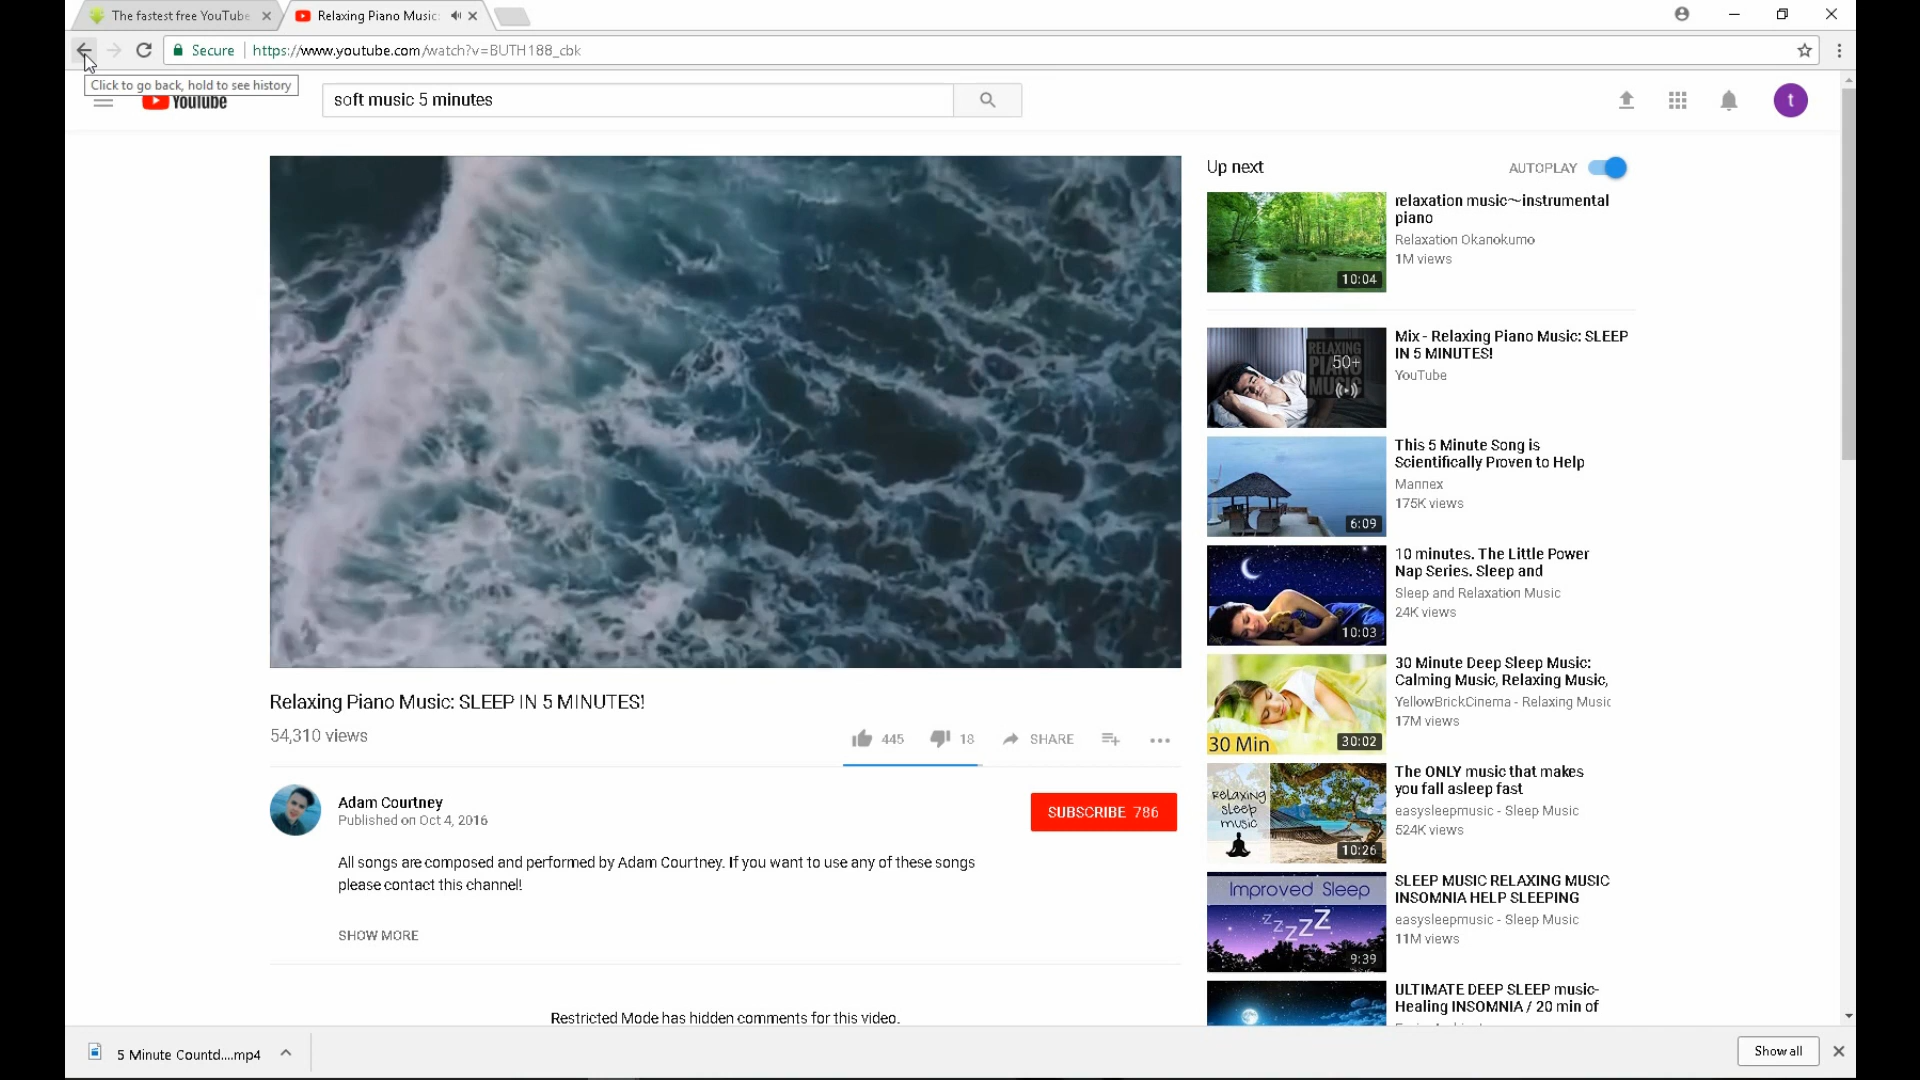 The fastest free YouTube
Relaxing Piano Music:
Secure
https://www.youtube.com/watch?v=BUTH188_cbk
Click to go back, hold to see history
YouTube
soft music 5 minutes
t
Up next
AUTOPLAY
relaxation music～instrumental
piano
Relaxation Okanokumo
1M views
10:04
Mix - Relaxing Piano Music: SLEEP
IN 5 MINUTES!
YouTube
RELAXING
PIANO
MUSIC
50+
This 5 Minute Song is
Scientifically Proven to Help
Mannex
175K views
6:09
10 minutes. The Little Power
Nap Series. Sleep and
Sleep and Relaxation Music
24K views
10:03
30 Minute Deep Sleep Music:
Calming Music, Relaxing Music,
YellowBrickCinema - Relaxing Music
17M views
30 Min
30:02
The ONLY music that makes
you fall asleep fast
easysleepmusic - Sleep Music
524K views
relaxing
sleep
music
10:26
SLEEP MUSIC RELAXING MUSIC
INSOMNIA HELP SLEEPING
easysleepmusic - Sleep Music
11M views
Improved Sleep
zzZZZ
9:39
ULTIMATE DEEP SLEEP music-
Healing INSOMNIA / 20 min of
Relaxing Piano Music: SLEEP IN 5 MINUTES!
54,310 views
445
18
SHARE
Adam Courtney
Published on Oct 4, 2016
SUBSCRIBE 786
All songs are composed and performed by Adam Courtney. If you want to use any of these songs
please contact this channel!
SHOW MORE
Restricted Mode has hidden comments for this video.
5 Minute Countd....mp4
Show all